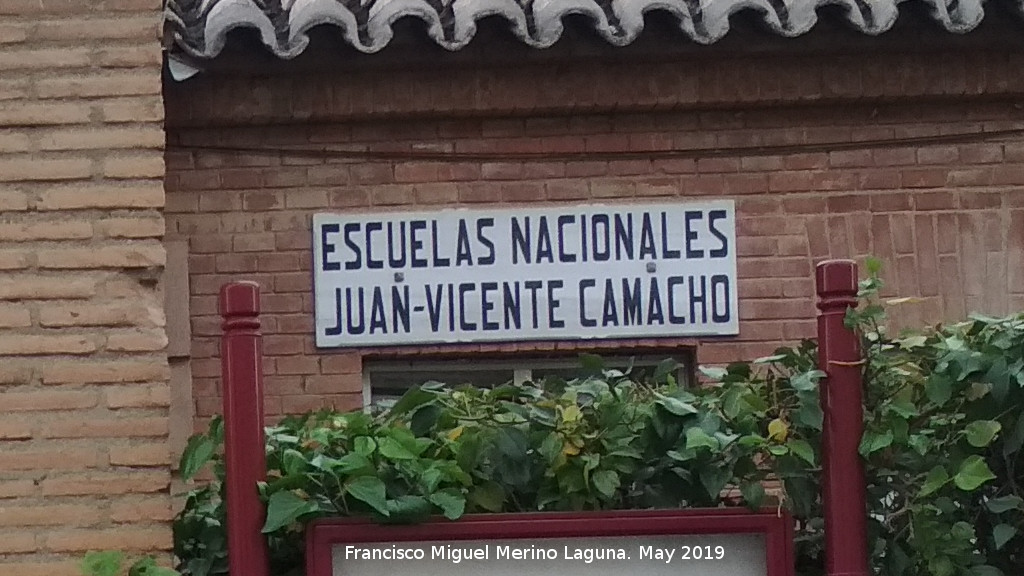 ESCUELAS NACIONALES
JUAN-VICENTE CAMACHO
Francisco Miguel Merino Laguna. May 2019